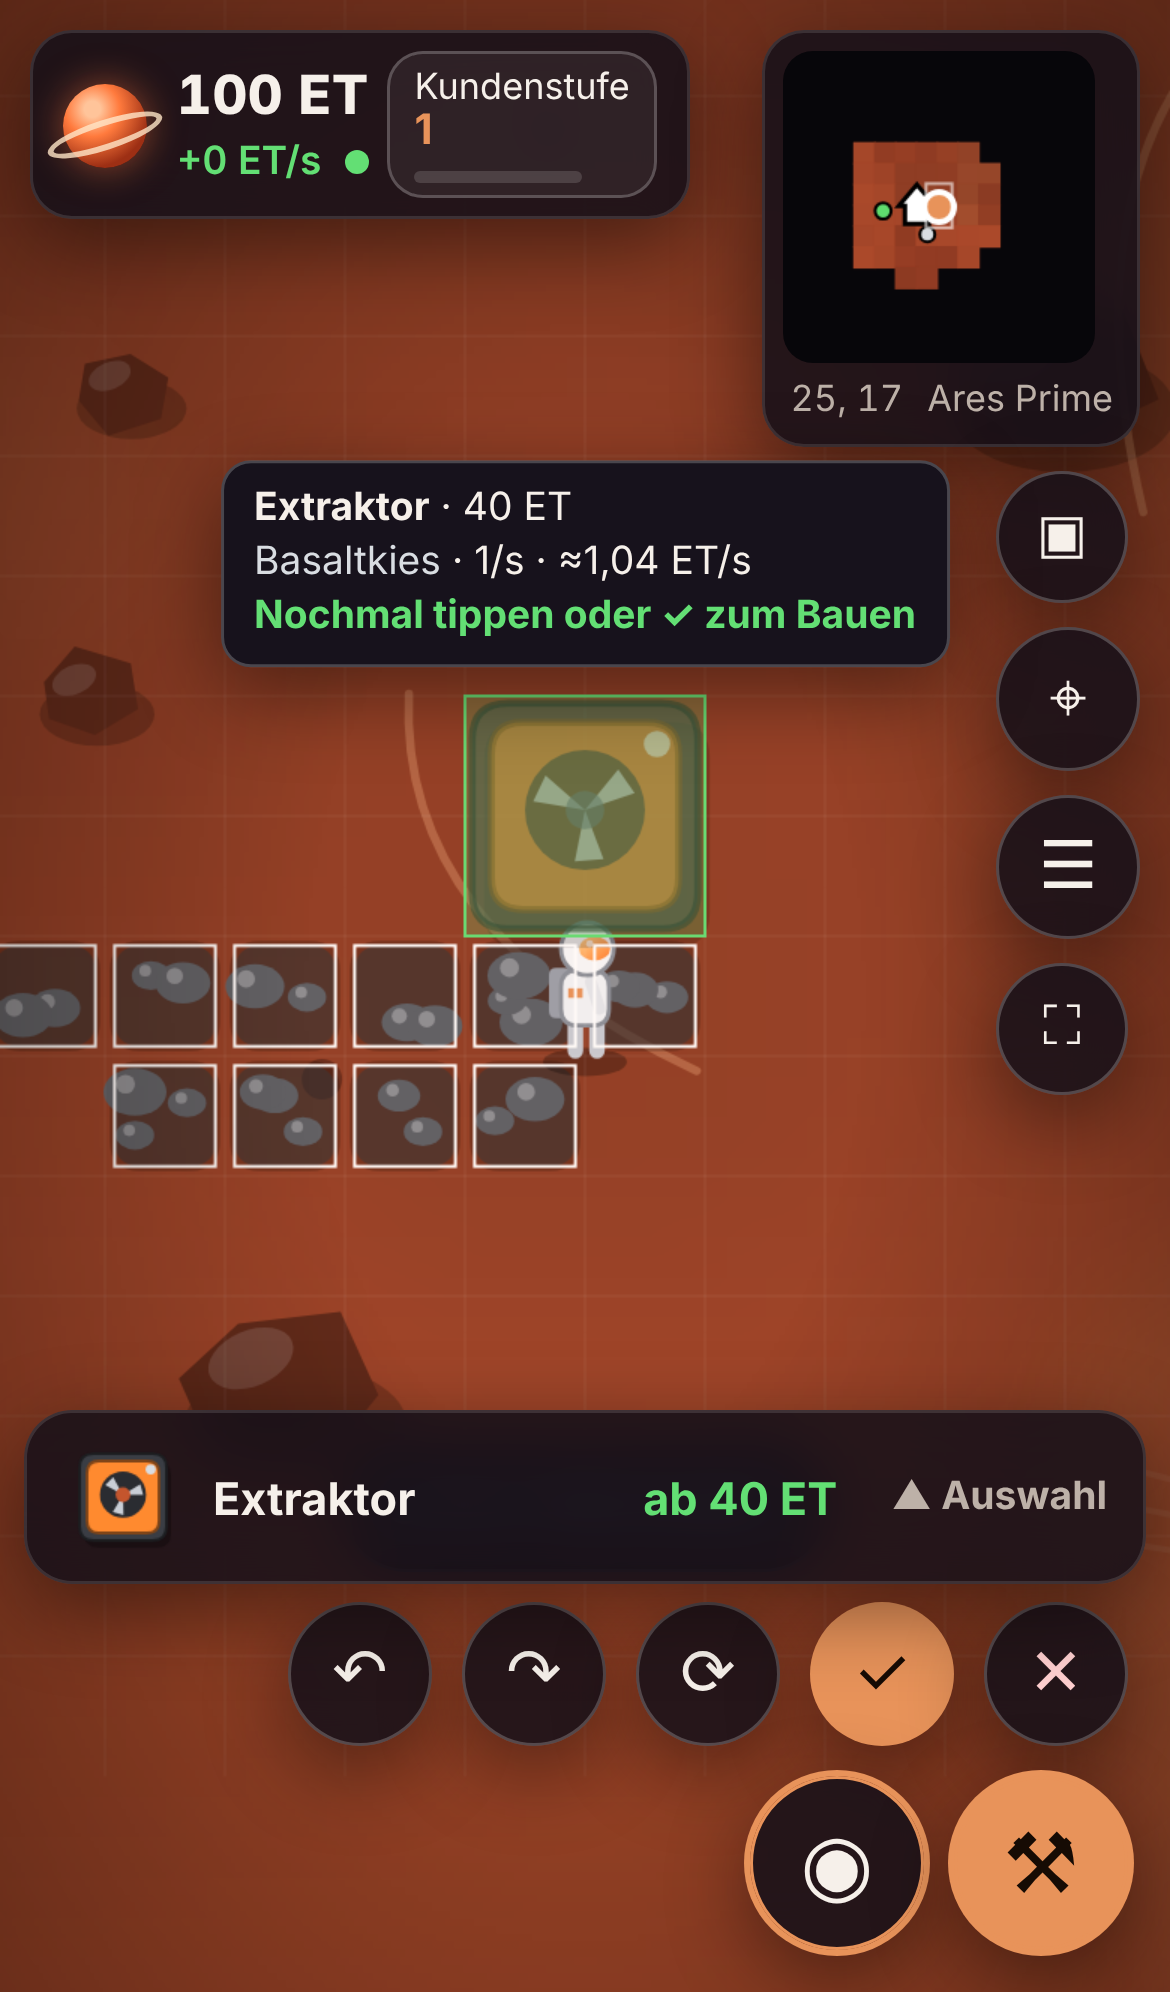 100 ET
+0 ET/s
Kundenstufe
1
25, 17 Ares Prime
Extraktor · 40 ET
Basaltkies · 1/s · ≈1,04 ET/s
Nochmal tippen oder ✓ zum Bauen
Extraktor ab 40 ET ▲ Auswahl